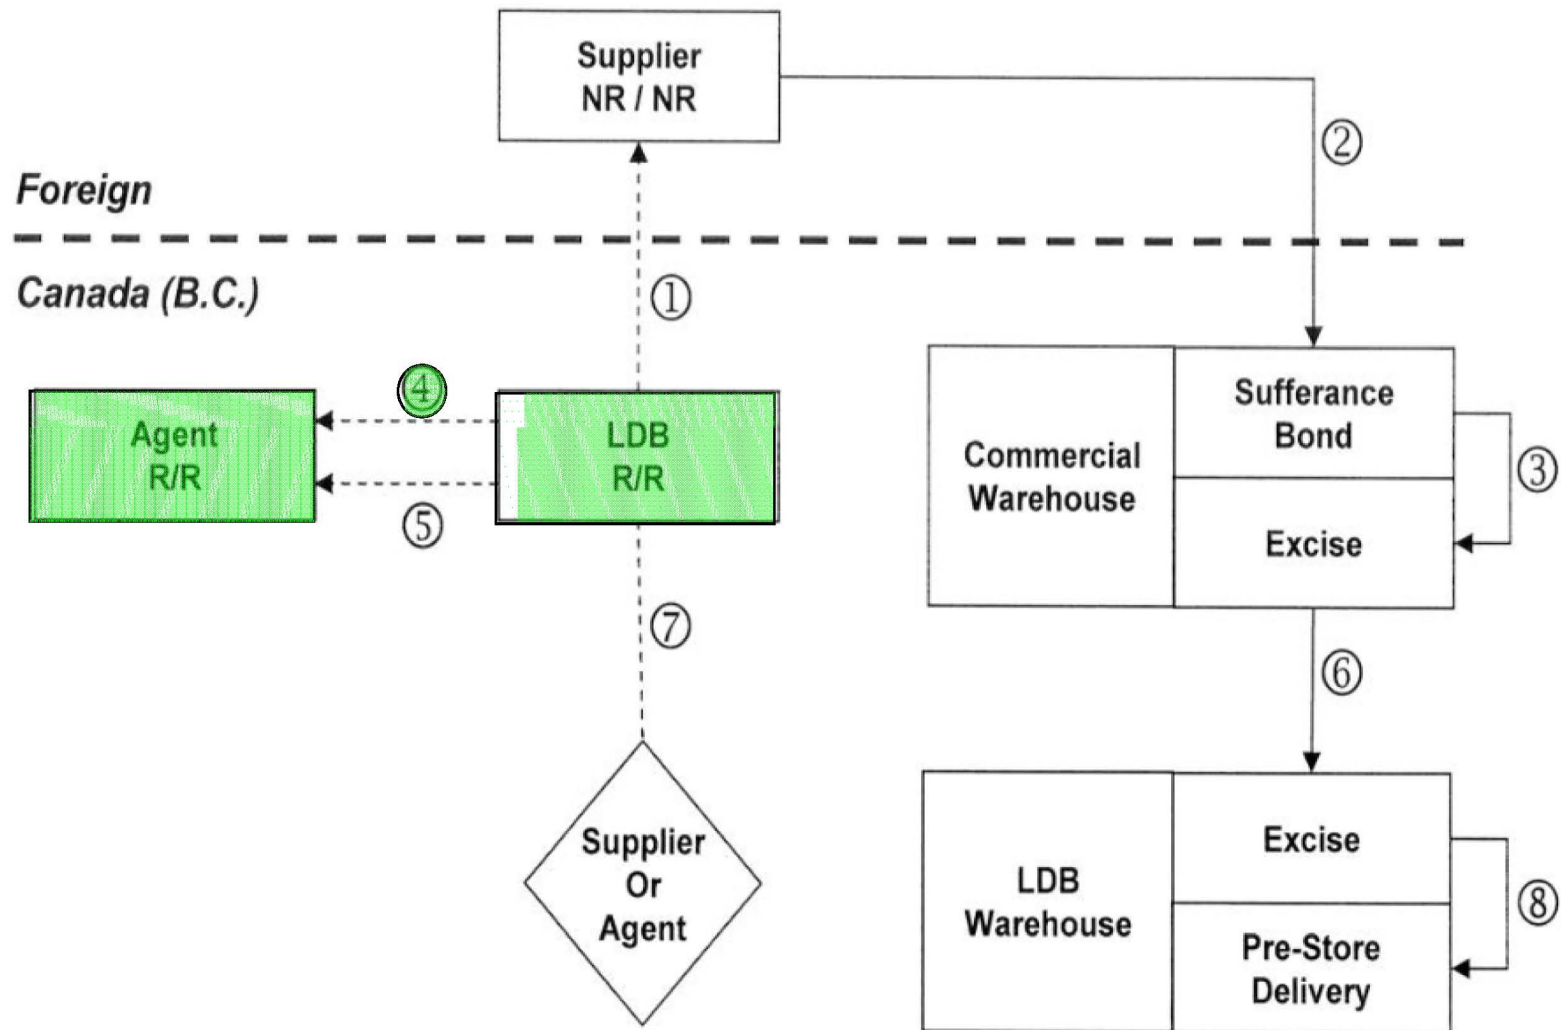 Supplier
NR / NR
②
Foreign
Canada (B.C.)
①
④
Agent
R/R
LDB
R/R
⑤
Commercial
Warehouse
Sufferance
Bond
③
Excise
⑦
⑥
Supplier
Or
Agent
LDB
Warehouse
Excise
⑧
Pre-Store
Delivery